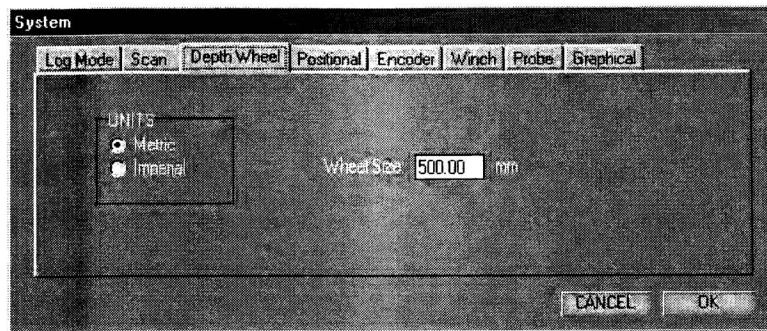 System
Log Mode Scan Depth Wheel Positional Encoder Winch Probe Graphical
UNITS
Metric
Imperial
Wheel Size 500.00 mm
CANCEL OK